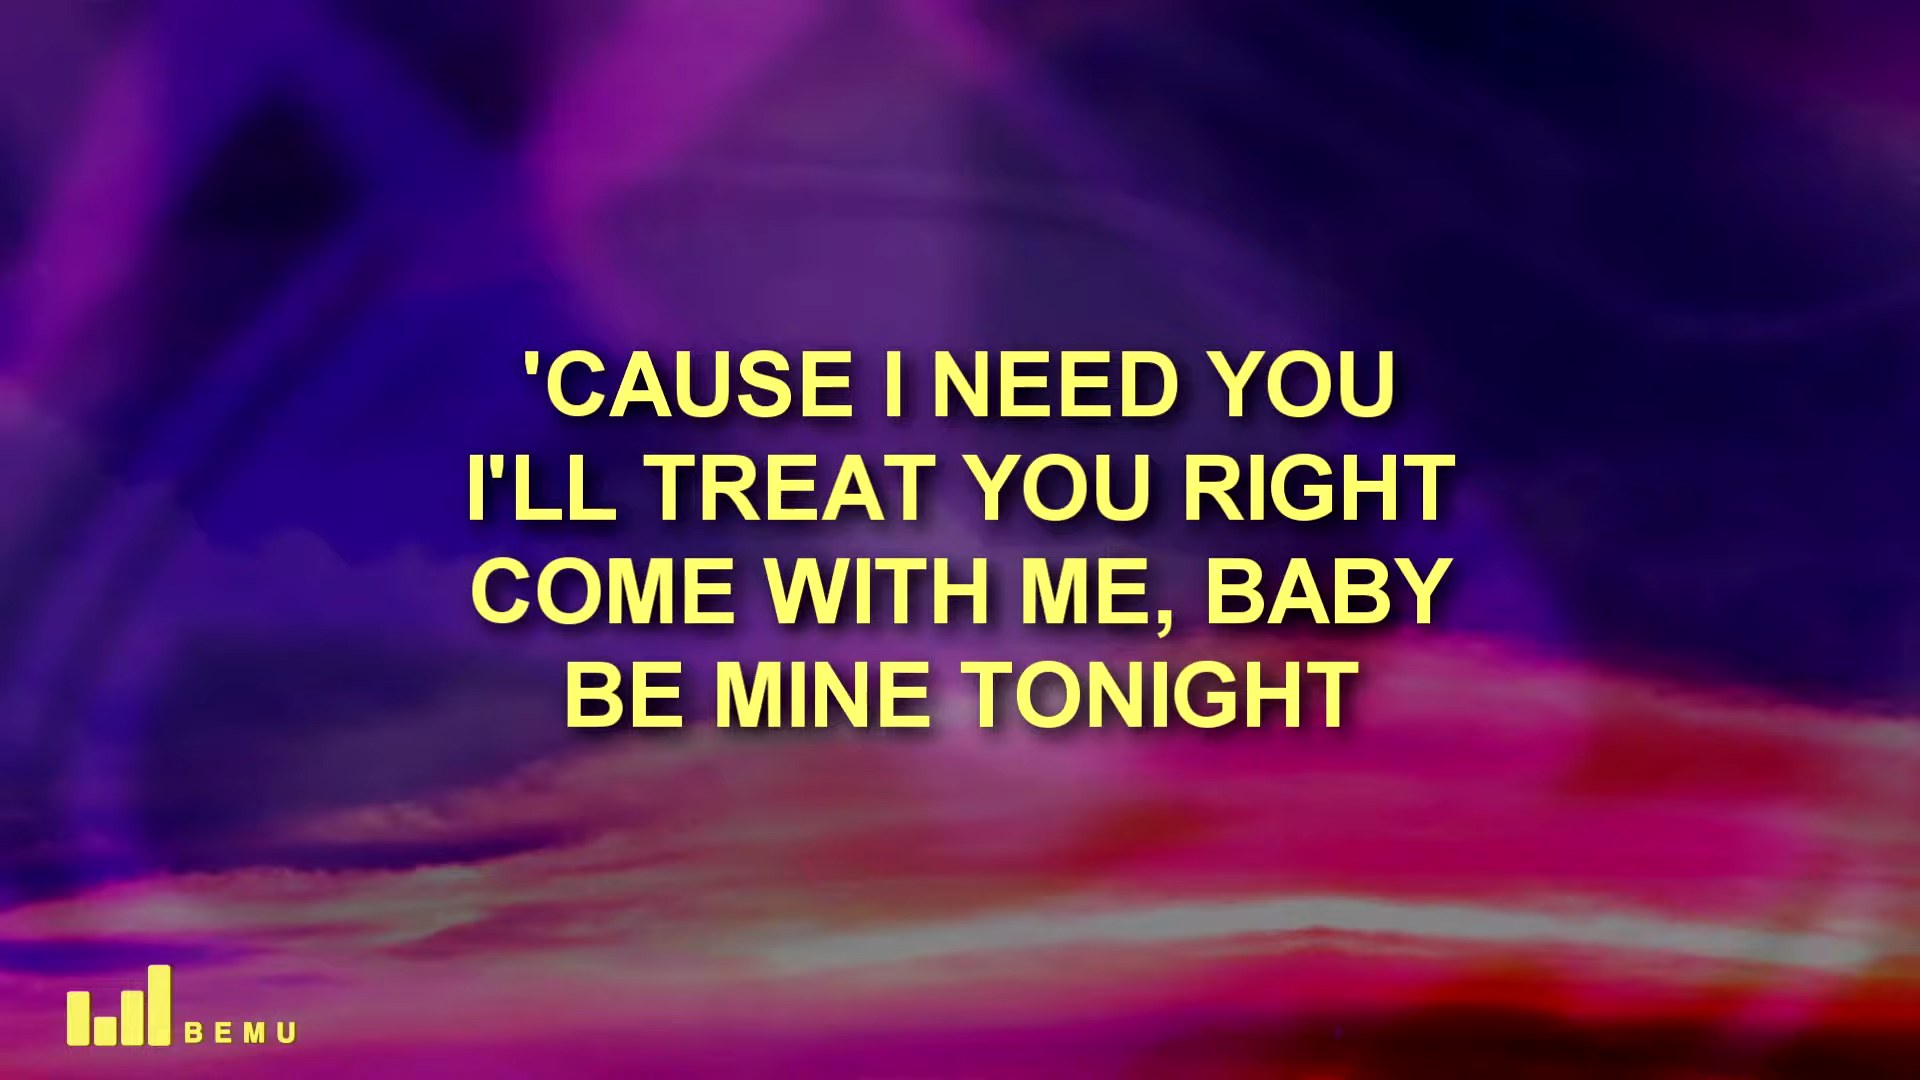 'CAUSE I NEED YOU
I'LL TREAT YOU RIGHT
COME WITH ME, BABY
BE MINE TONIGHT
BEMU